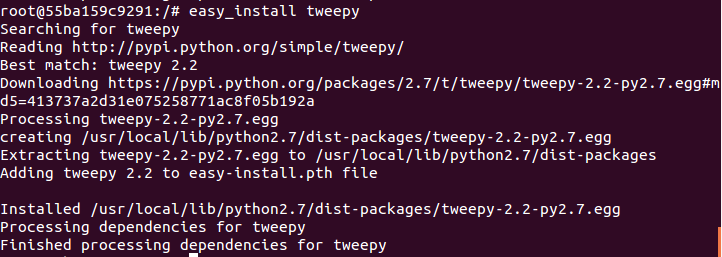 root@55ba159c9291:/# easy_install tweepy
Searching for tweepy
Reading http://pypi.python.org/simple/tweepy/
Best match: tweepy 2.2
Downloading https://pypi.python.org/packages/2.7/t/tweepy/tweepy-2.2-py2.7.egg#m
d5=413737a2d31e075258771ac8f05b192a
Processing tweepy-2.2-py2.7.egg
creating /usr/local/lib/python2.7/dist-packages/tweepy-2.2-py2.7.egg
Extracting tweepy-2.2-py2.7.egg to /usr/local/lib/python2.7/dist-packages
Adding tweepy 2.2 to easy-install.pth file
Installed /usr/local/lib/python2.7/dist-packages/tweepy-2.2-py2.7.egg
Processing dependencies for tweepy
Finished processing dependencies for tweepy